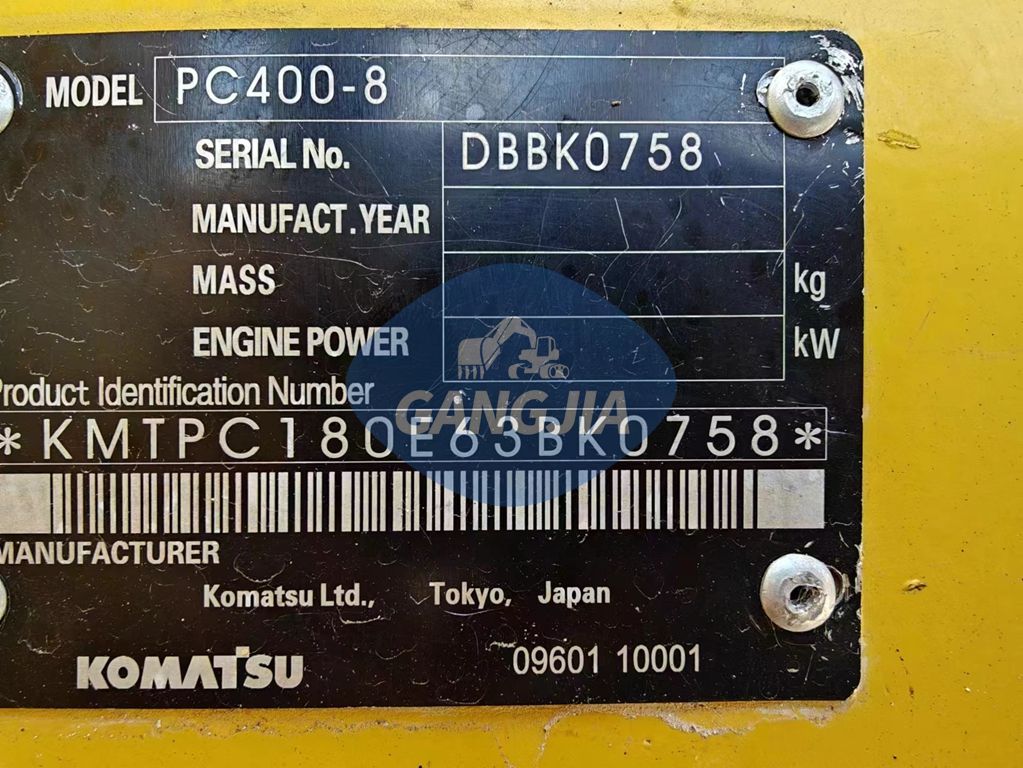 MODEL PC400-8
SERIAL No. DBBK0758
MANUFACT.YEAR
MASS kg
ENGINE POWER kW
Product Identification Number
GANGJIA
*KMTPC180E63BK0758*
MANUFACTURER
Komatsu Ltd., Tokyo, Japan
KOMATSU 09601 10001